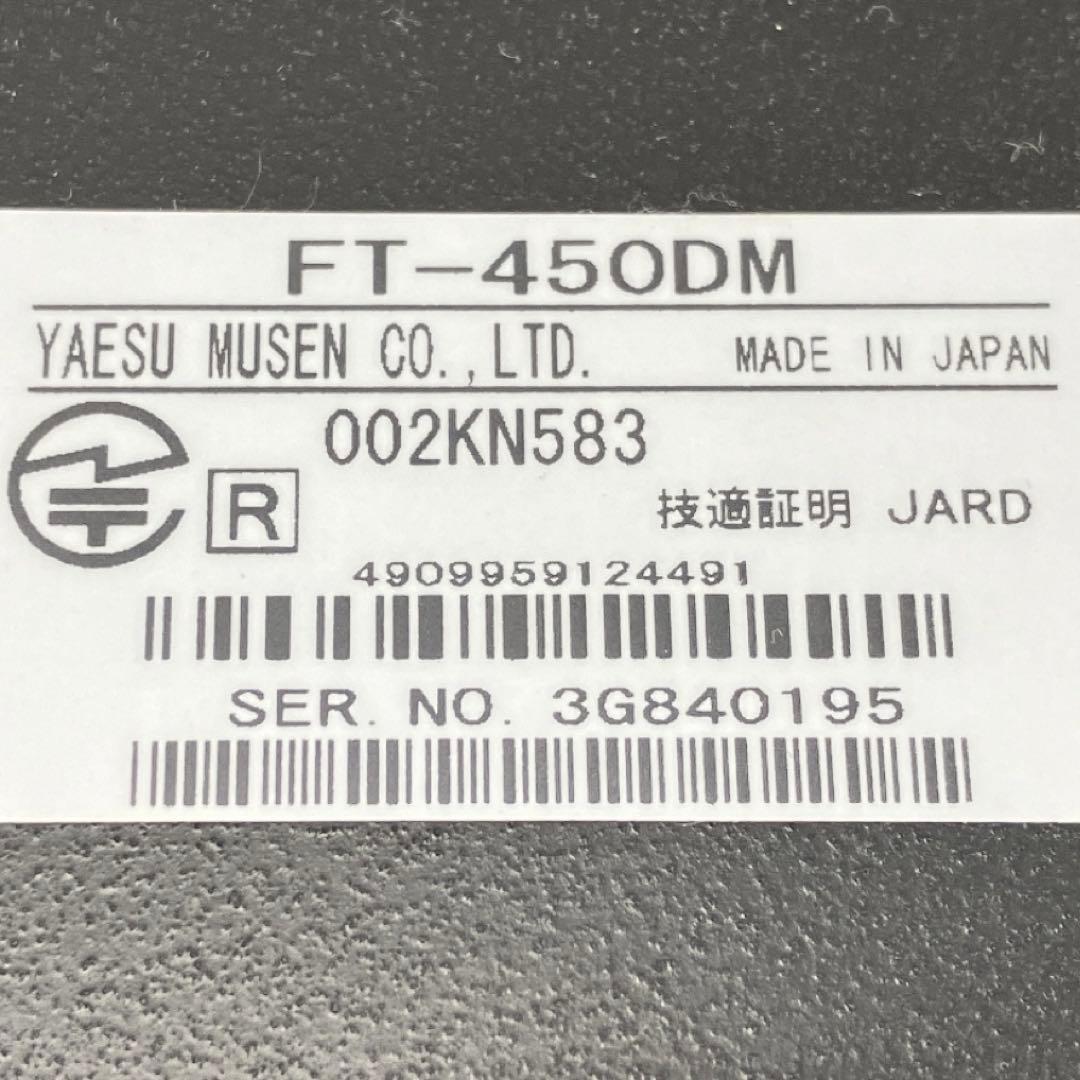 FT-450DM
YAESU MUSEN CO.,LTD. MADE IN JAPAN
002KN583
R
技適証明 JARD
4909959124491
SER. NO. 3G840195